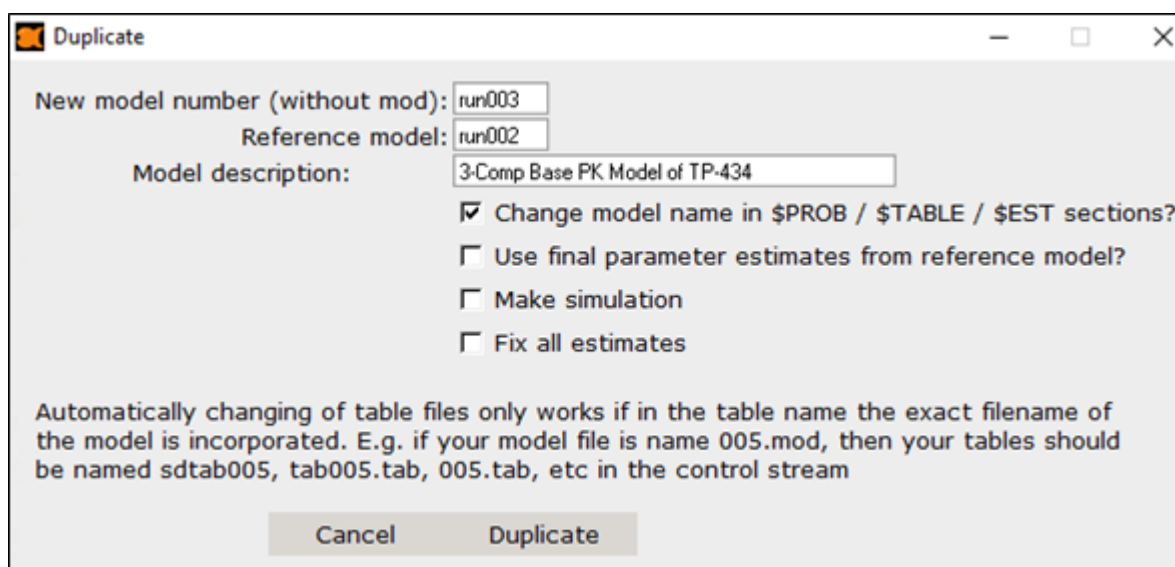 Duplicate
New model number (without mod): run003
Reference model: run002
Model description: 3-Comp Base PK Model of TP-434
Change model name in $PROB / $TABLE / $EST sections?
Use final parameter estimates from reference model?
Make simulation
Fix all estimates
Automatically changing of table files only works if in the table name the exact filename of
the model is incorporated. E.g. if your model file is name 005.mod, then your tables should
be named sdtab005, tab005.tab, 005.tab, etc in the control stream
Cancel Duplicate